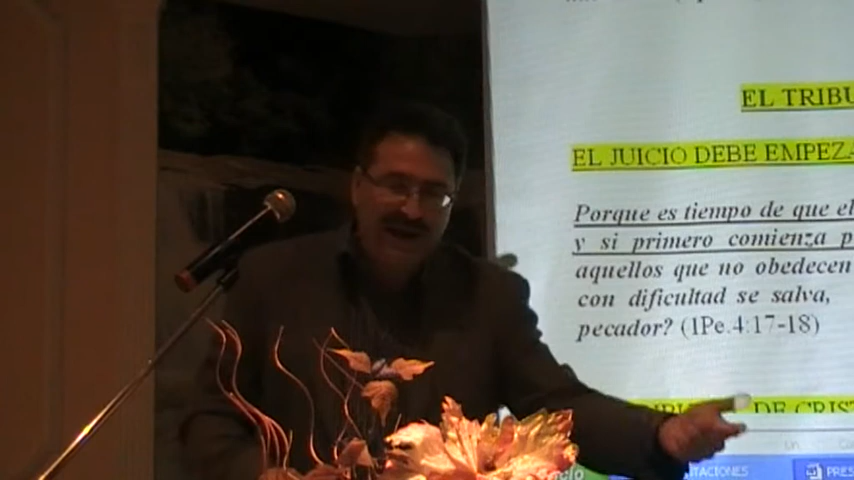 EL TRIBU
EL JUICIO DEBE EMPEZA
Porque es tiempo de que el
y si primero comienza p
aquellos que no obedecen
con dificultad se salva,
pecador? (1Pe.4:17-18)
DE CRIST
ITACIONES
PRES